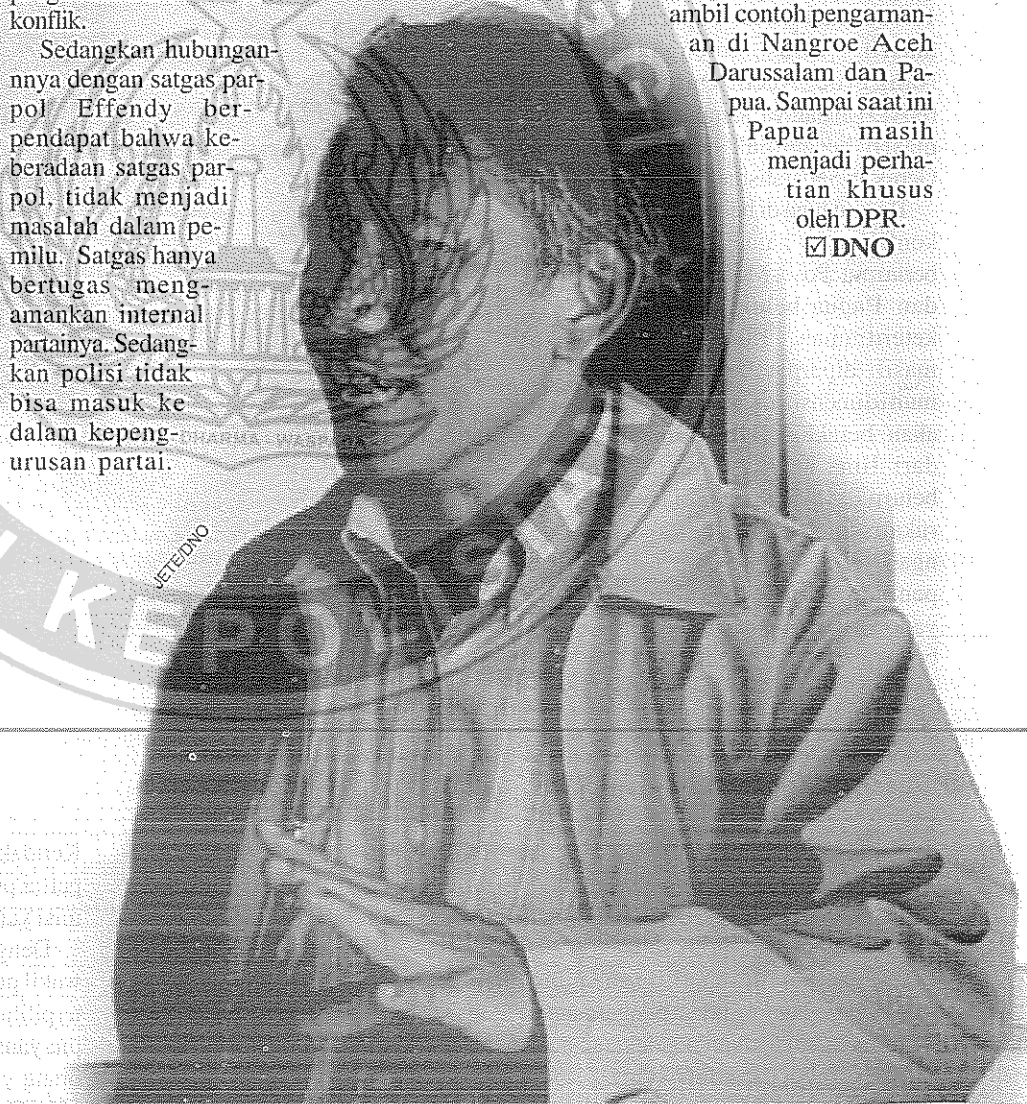 konflik.
Sedangkan hubungan-
nnya dengan satgas par-
pol Effendy ber-
pendapat bahwa ke-
beradaan satgas par-
pol, tidak menjadi
masalah dalam pe-
milu. Satgas hanya
bertugas meng-
amankan internal
partainya. Sedang-
kan polisi tidak
bisa masuk ke
dalam kepeng-
urusan partai.
ambil contoh pengaman-
an di Nangroe Aceh
Darussalam dan Pa-
pua. Sampai saat ini
Papua masih
menjadi perha-
tian khusus
oleh DPR.
☑ DNO
JETE/DNO
KEPO